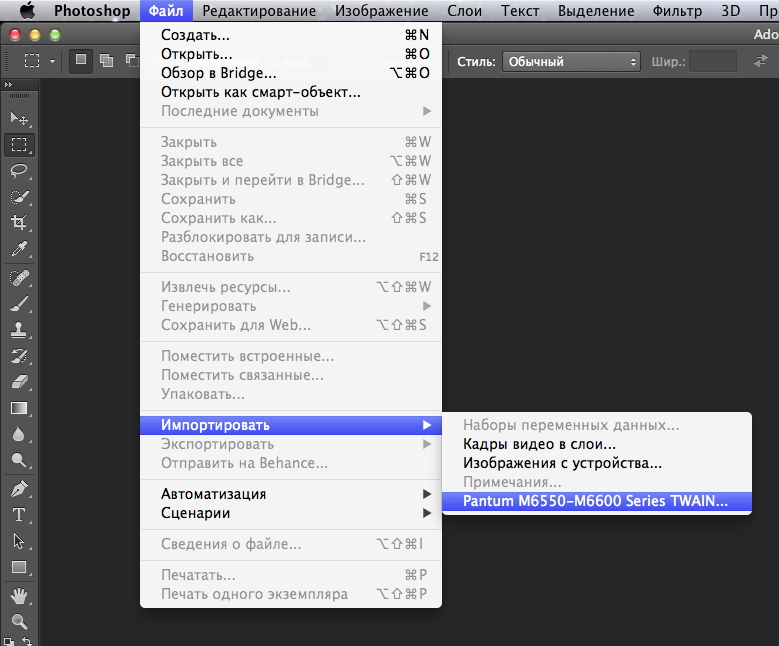 Photoshop Файл Редактирование Изображение Слои Текст Выделение Фильтр 3D Пр
Ado
Стиль: Обычный Шир.:
Создать... ⌘N
Открыть... ⌘O
Обзор в Bridge... ⌥⌘O
Открыть как смарт-объект...
Последние документы ▶
Закрыть ⌘W
Закрыть все ⌥⌘W
Закрыть и перейти в Bridge... ⇧⌘W
Сохранить ⌘S
Сохранить как... ⇧⌘S
Разблокировать для записи...
Восстановить F12
Извлечь ресурсы... ⌥⇧⌘W
Генерировать ▶
Сохранить для Web... ⌥⇧⌘S
Поместить встроенные...
Поместить связанные...
Упаковать...
Импортировать ▶
Экспортировать ▶
Отправить на Behance...
Автоматизация ▶
Сценарии ▶
Сведения о файле... ⌥⇧⌘I
Печатать... ⌘P
Печать одного экземпляра ⌥⇧⌘P
Наборы переменных данных...
Кадры видео в слои...
Изображения с устройства...
Примечания...
Pantum M6550-M6600 Series TWAIN...